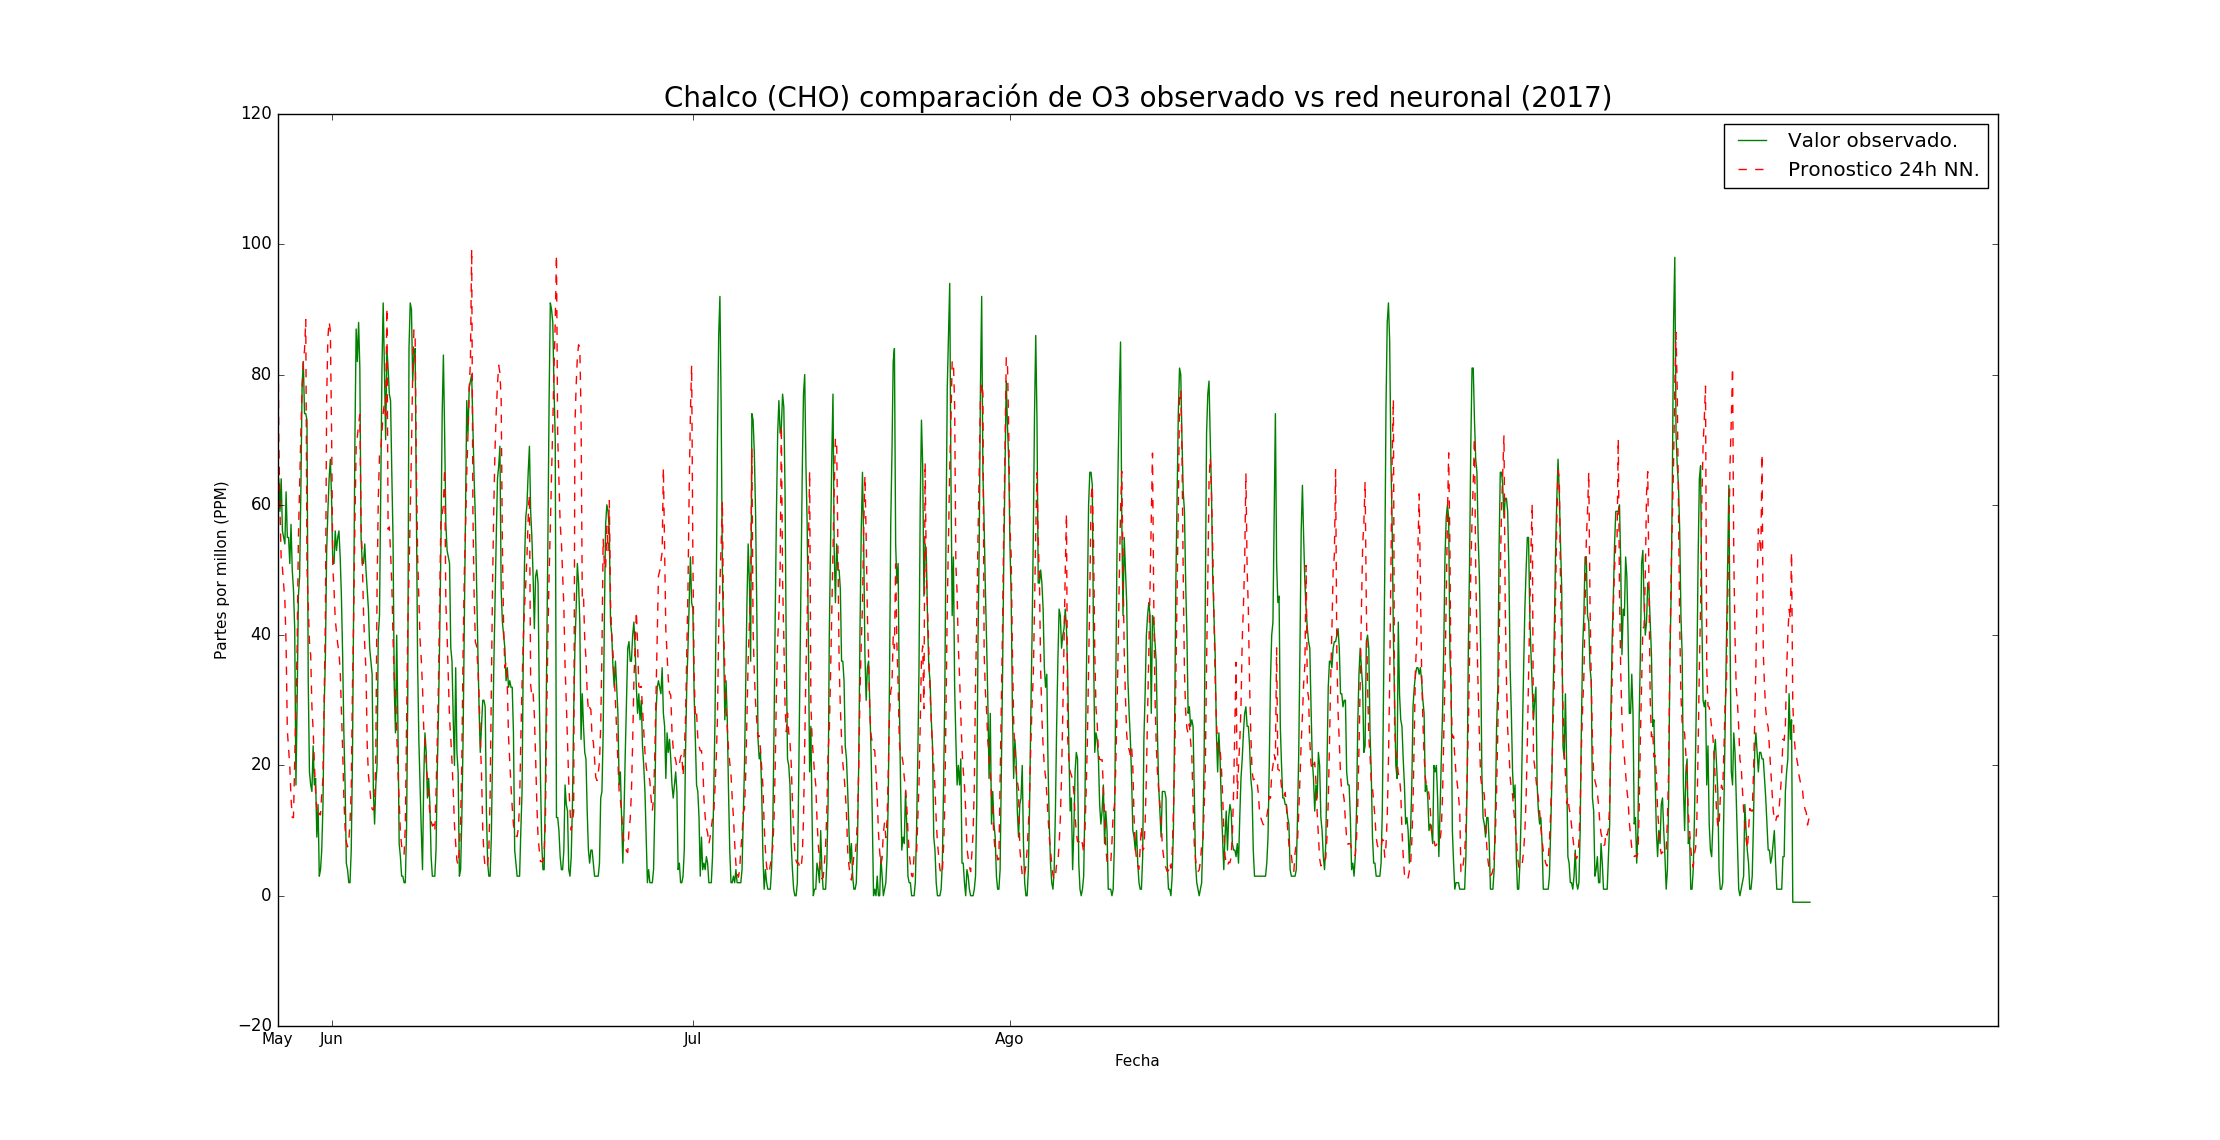 Chalco (CHO) comparación de O3 observado vs red neuronal (2017)
120
100
80
60
40
20
0
−20
Partes por millon (PPM)
Valor observado.
Pronostico 24h NN.
May Jun Jul Ago
Fecha